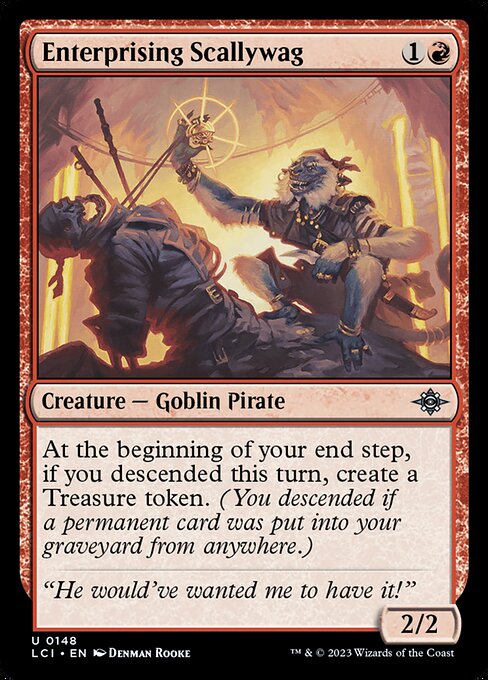 Enterprising Scallywag 1
Creature — Goblin Pirate
At the beginning of your end step,
if you descended this turn, create a
Treasure token. (You descended if
a permanent card was put into your
graveyard from anywhere.)
“He would’ve wanted me to have it!”
2/2
U 0148
LCI • EN DENMAN ROOKE
™ & © 2023 Wizards of the Coast